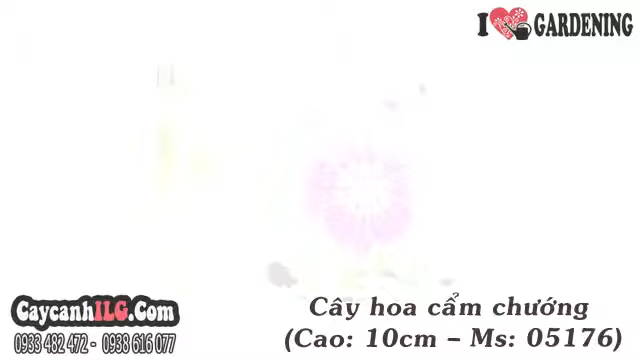 I GARDENING
Cây hoa cẩm chướng
(Cao: 10cm – Ms: 05176)
CaycanhILG.Com
0933 482 472 - 0938 616 077